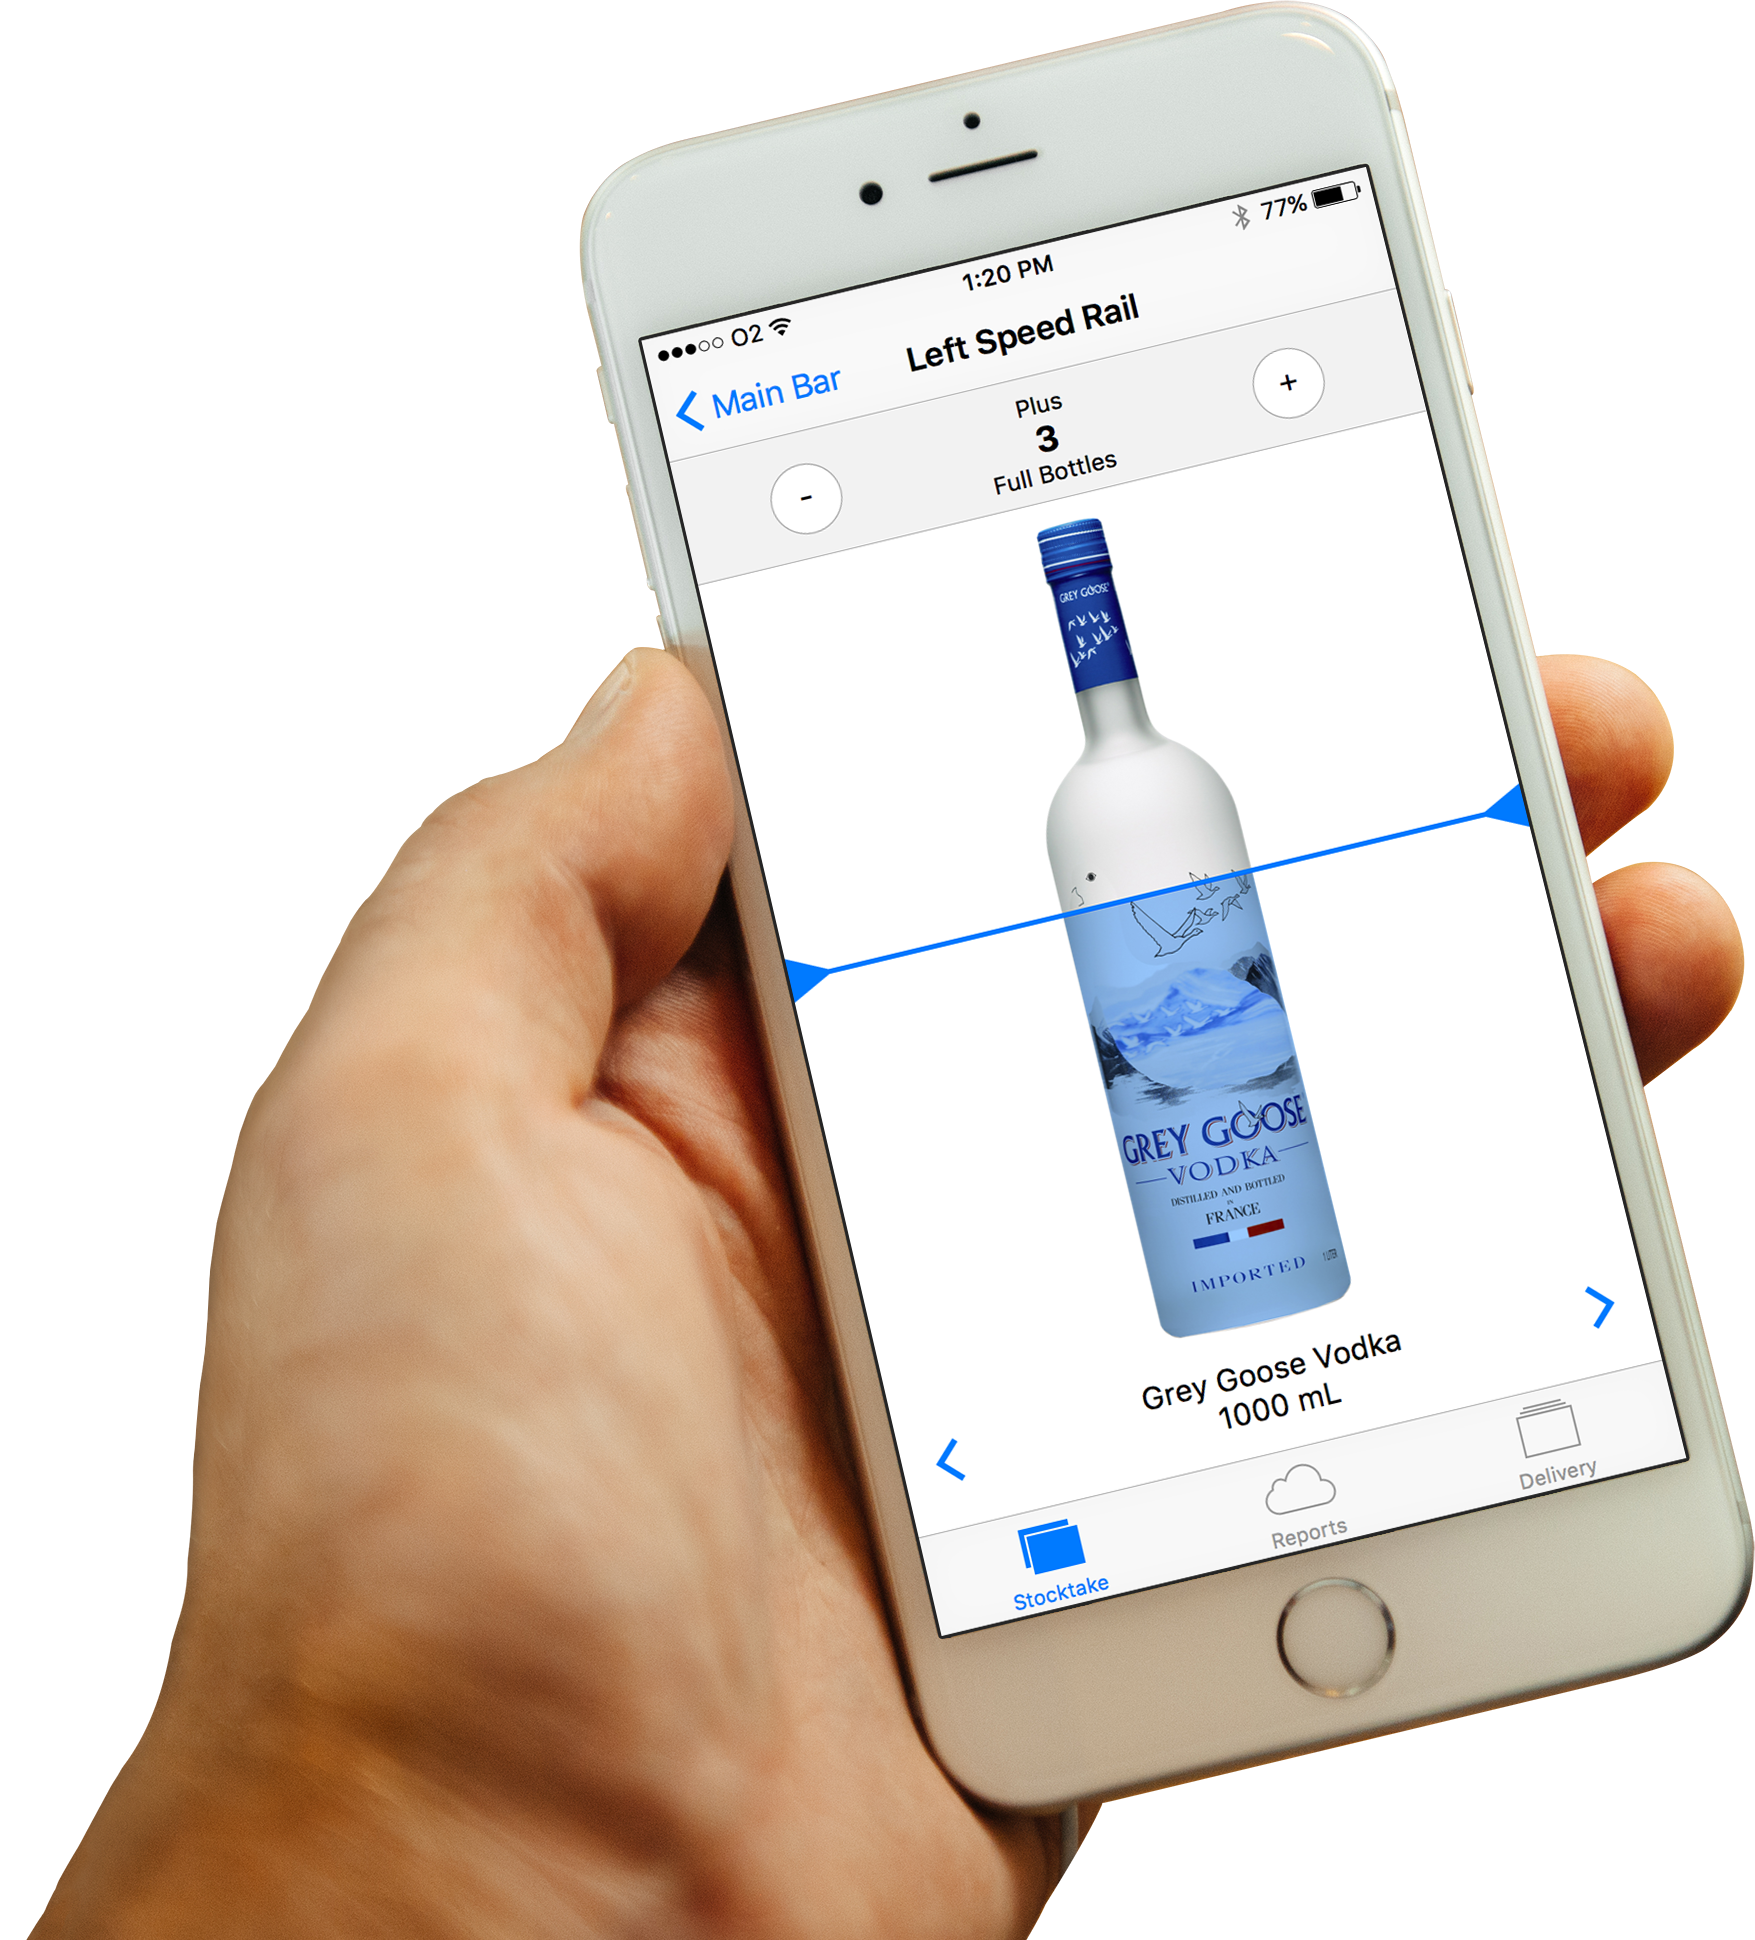 77%
1:20 PM
O2
Left Speed Rail
Main Bar
Plus
3
Full Bottles
-
+
GREY GOOSE
GREY GOOSE
VODKA
DISTILLED AND BOTTLED
IN
FRANCE
IMPORTED
1 LITER
Grey Goose Vodka
1000 mL
Stocktake
Reports
Delivery